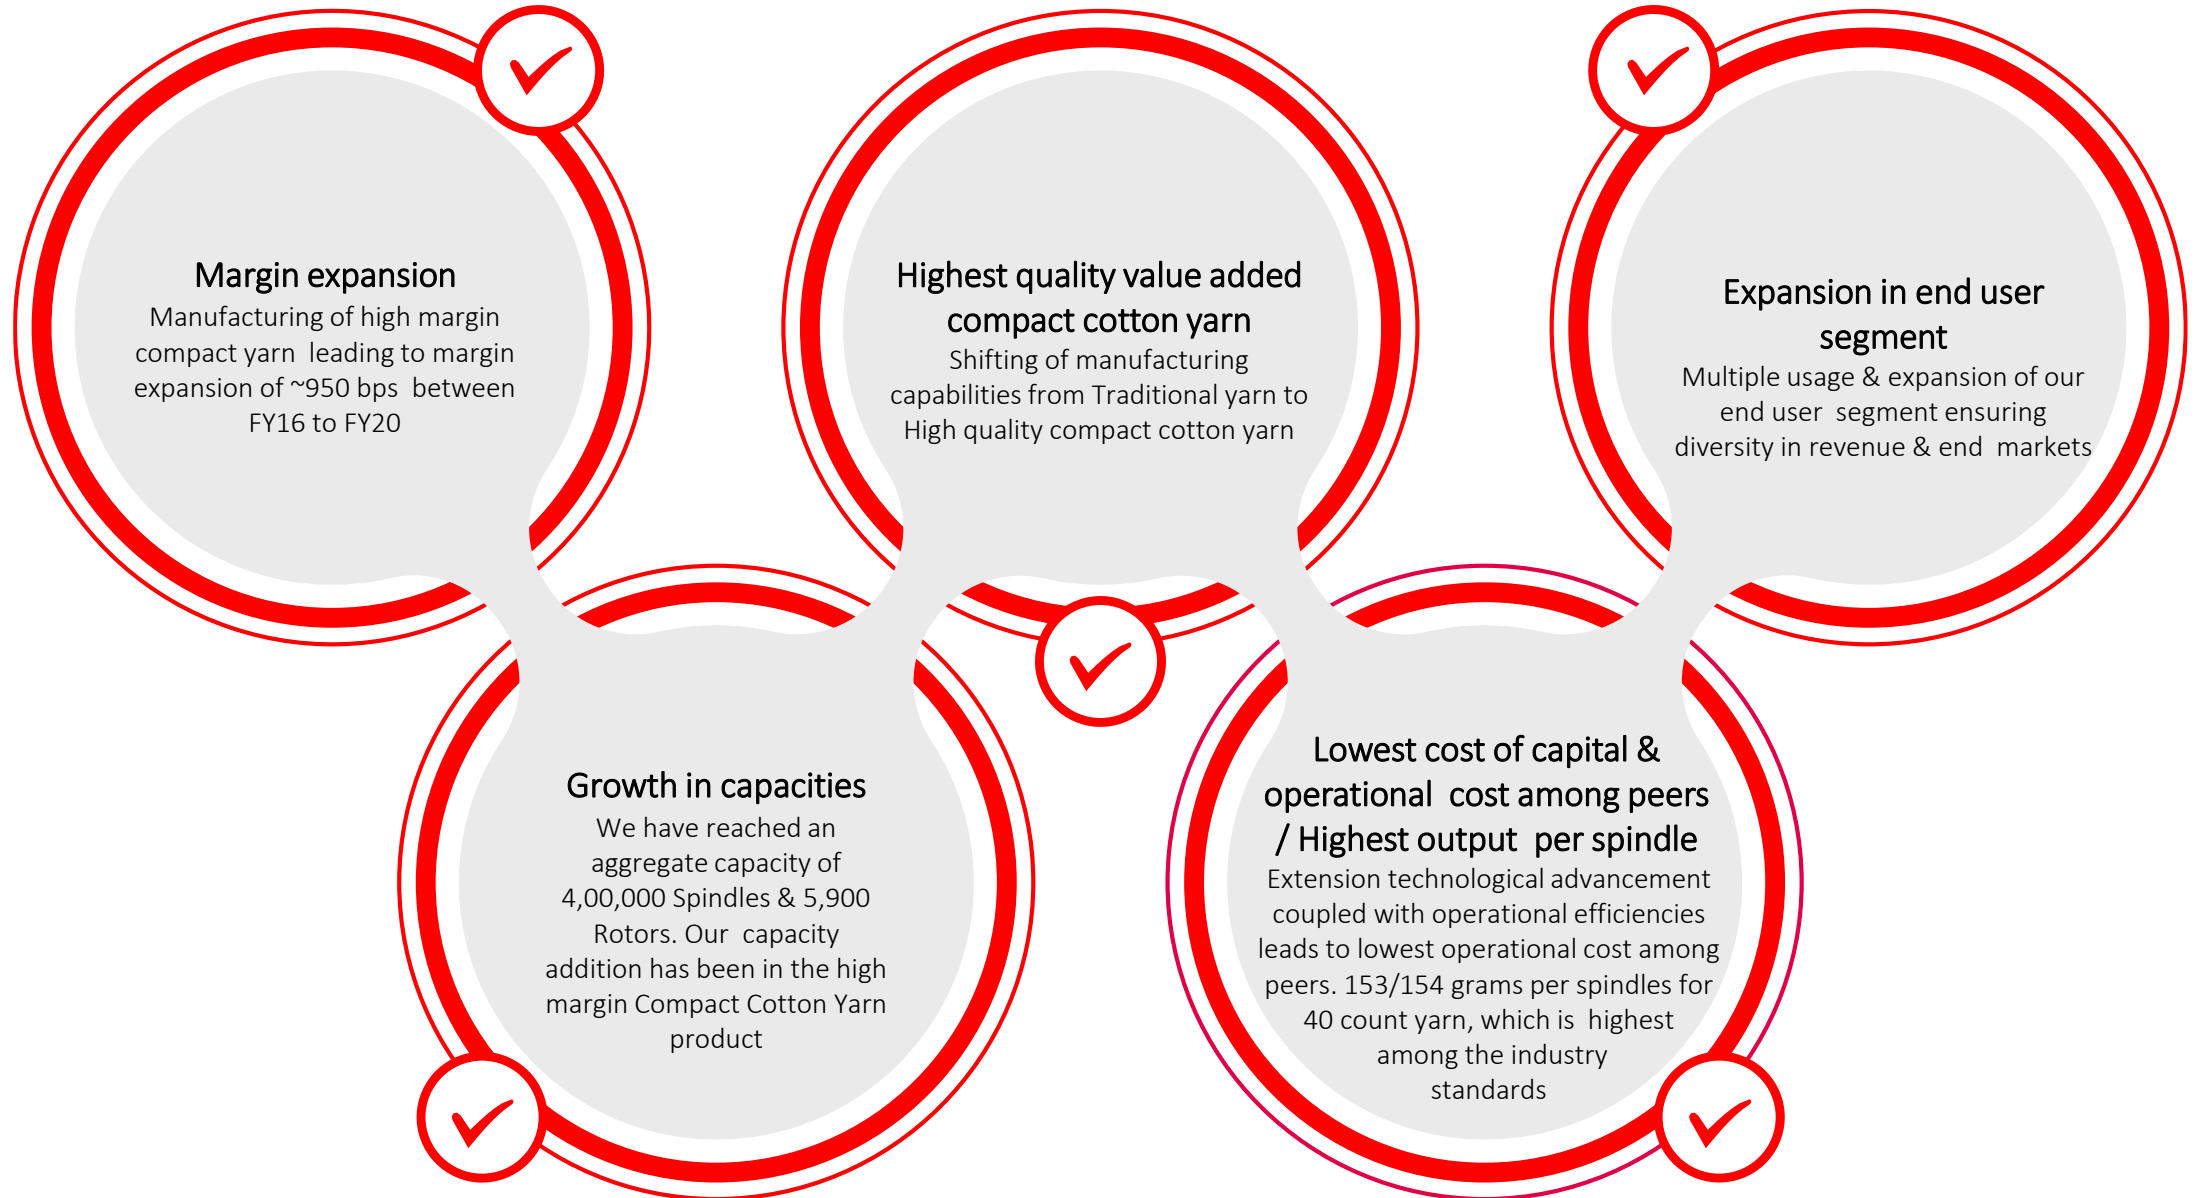 Margin expansion
Manufacturing of high margin
compact yarn leading to margin
expansion of ~950 bps between
FY16 to FY20
Highest quality value added
compact cotton yarn
Shifting of manufacturing
capabilities from Traditional yarn to
High quality compact cotton yarn
Expansion in end user
segment
Multiple usage & expansion of our
end user segment ensuring
diversity in revenue & end markets
Growth in capacities
We have reached an
aggregate capacity of
4,00,000 Spindles & 5,900
Rotors. Our capacity
addition has been in the high
margin Compact Cotton Yarn
product
Lowest cost of capital &
operational cost among peers
/ Highest output per spindle
Extension technological advancement
coupled with operational efficiencies
leads to lowest operational cost among
peers. 153/154 grams per spindles for
40 count yarn, which is highest
among the industry
standards